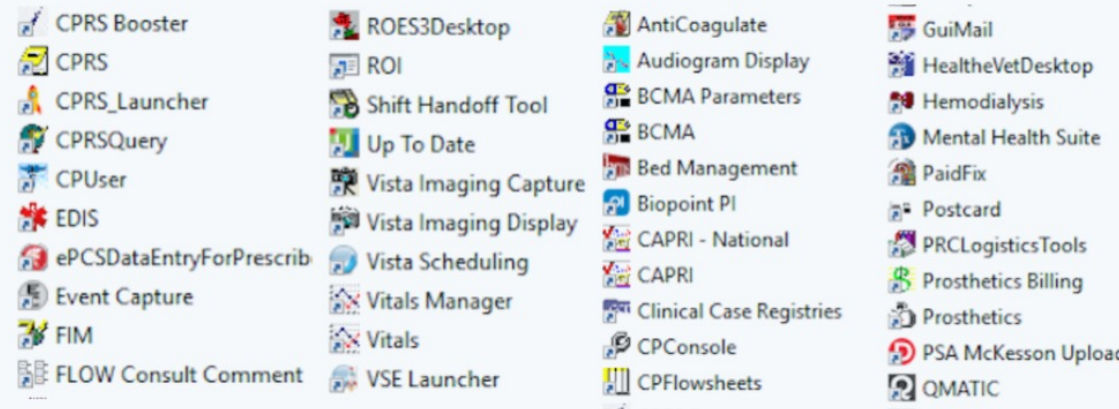 CPRS Booster
CPRS
CPRS_Launcher
CPRSQuery
CPUser
EDIS
ePCSDataEntryForPrescrib
Event Capture
FIM
FLOW Consult Comment
ROES3Desktop
ROI
Shift Handoff Tool
Up To Date
Vista Imaging Capture
Vista Imaging Display
Vista Scheduling
Vitals Manager
Vitals
VSE Launcher
AntiCoagulate
Audiogram Display
BCMA Parameters
BCMA
Bed Management
Biopoint PI
CAPRI - National
CAPRI
Clinical Case Registries
CPConsole
CPFlowsheets
GuiMail
HealtheVetDesktop
Hemodialysis
Mental Health Suite
PaidFix
Postcard
PRCLogisticsTools
Prosthetics Billing
Prosthetics
PSA McKesson Upload
QMATIC